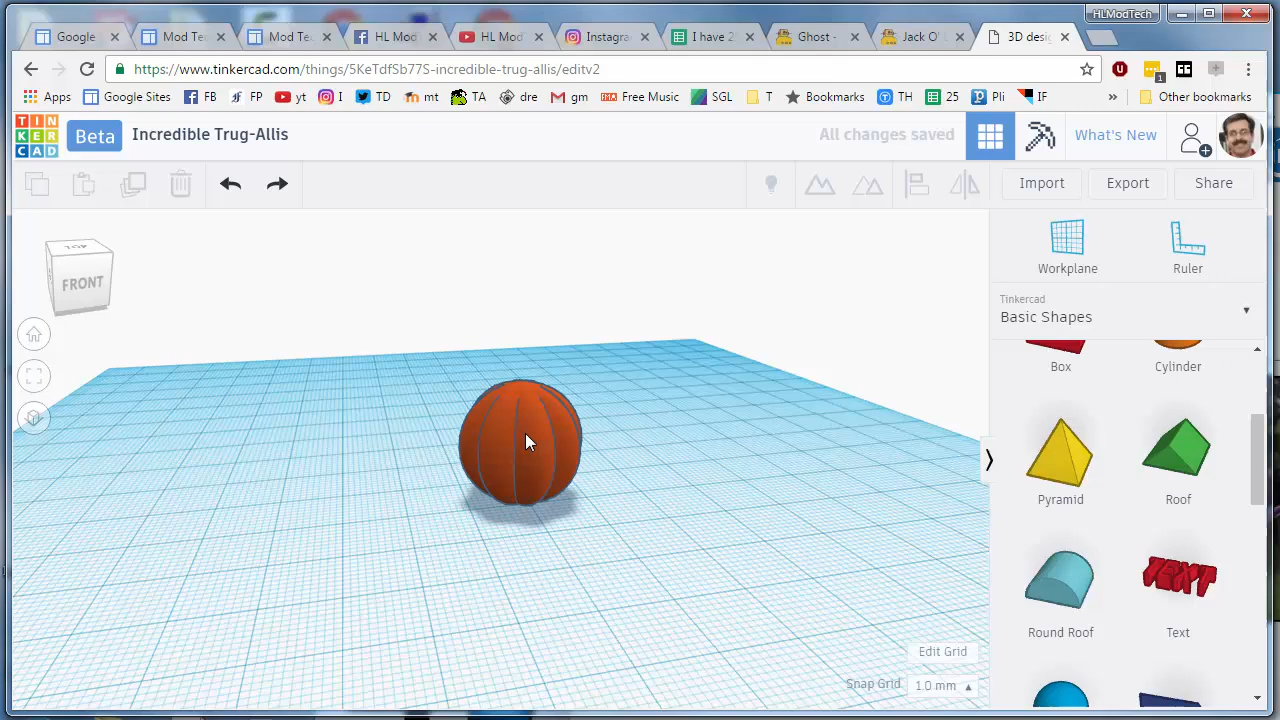 HLModTech
Google
Mod Te
Mod Te
HL Mod
HL Mod
Instagra
I have 2
Ghost -
Jack O' L
3D desi
https://www.tinkercad.com/things/5KeTdfSb77S-incredible-trug-allis/editv2
1
Apps
Google Sites
FB
FP
yt
I
TD
mt
TA
dre
gm
Free Music
SGL
T
Bookmarks
TH
25
Pli
IF
»
Other bookmarks
TIN
KER
CAD
Beta
Incredible Trug-Allis
All changes saved
What's New
Import
Export
Share
TOP
FRONT
Workplane
Ruler
Tinkercad
Basic Shapes
Box
Cylinder
Pyramid
Roof
TEXT
Round Roof
Text
Edit Grid
Snap Grid 1.0 mm